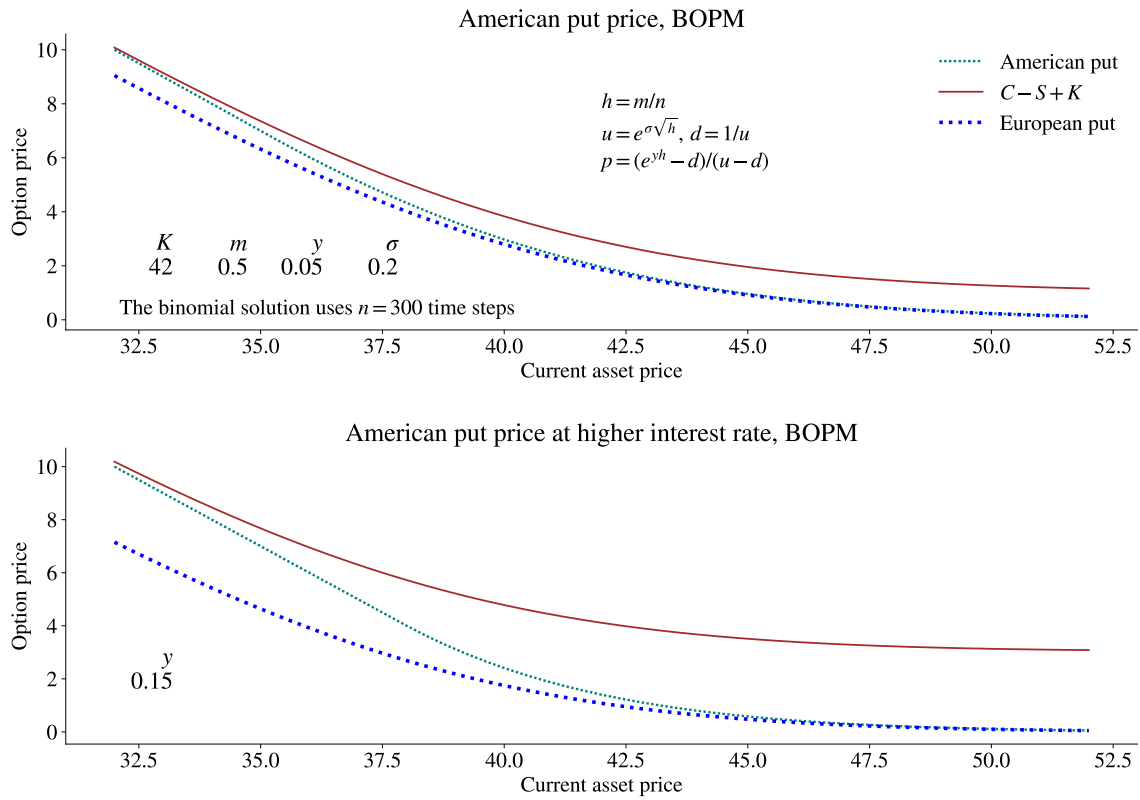 American put price, BOPM
10
8
6
4
2
0
Option price
American put
C − S + K
European put
h = m/n
u = e^{σ√h}, d = 1/u
p = (e^{yh} − d)/(u − d)
K m y σ
42 0.5 0.05 0.2
The binomial solution uses n = 300 time steps
32.5 35.0 37.5 40.0 42.5 45.0 47.5 50.0 52.5
Current asset price
American put price at higher interest rate, BOPM
10
8
6
4
2
0
Option price
y
0.15
32.5 35.0 37.5 40.0 42.5 45.0 47.5 50.0 52.5
Current asset price